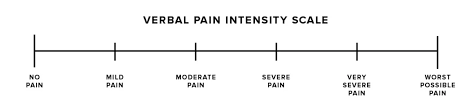 VERBAL PAIN INTENSITY SCALE
NO
PAIN
MILD
PAIN
MODERATE
PAIN
SEVERE
PAIN
VERY
SEVERE
PAIN
WORST
POSSIBLE
PAIN